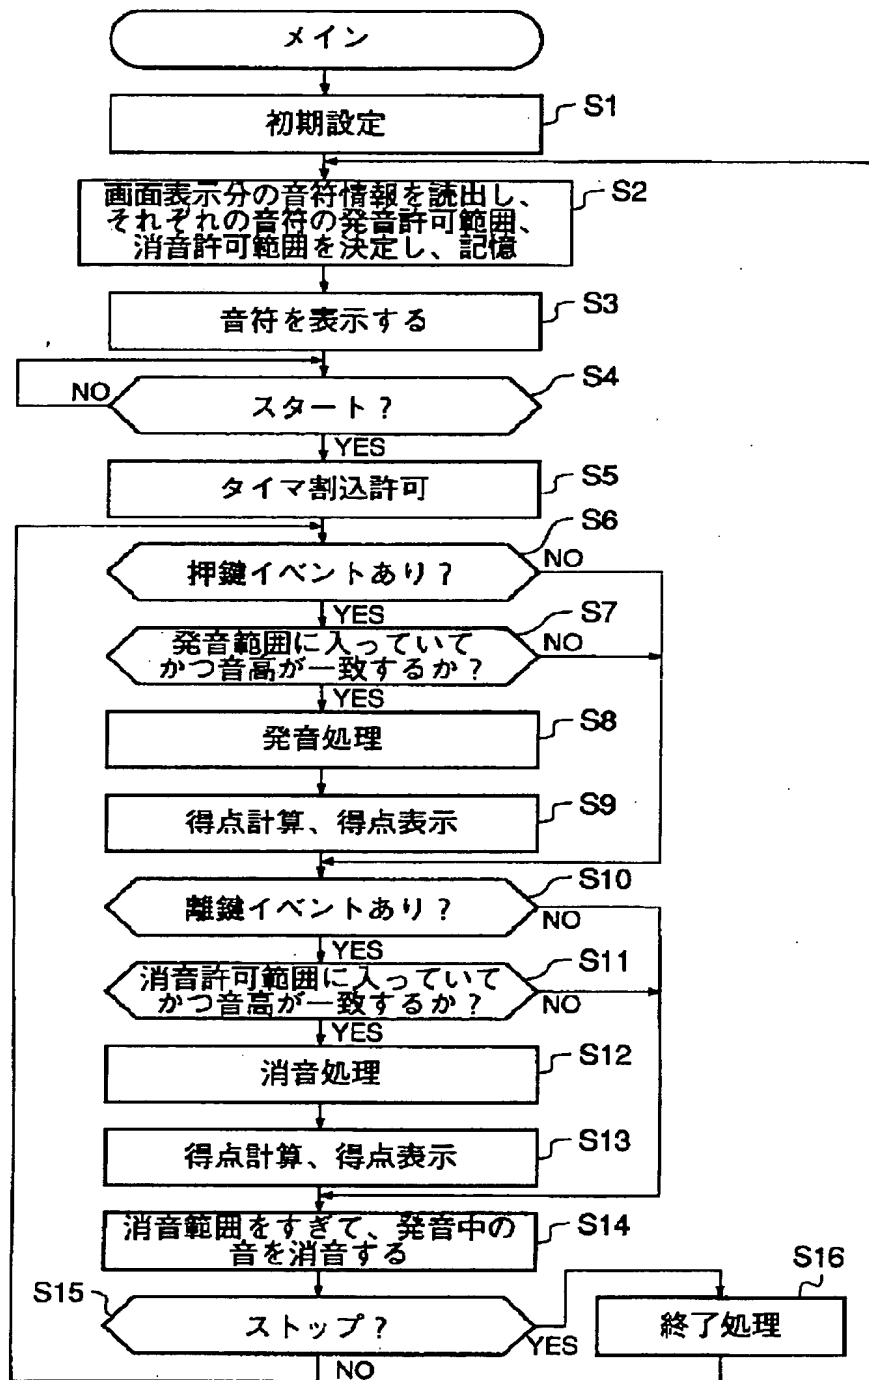 メイン
S1
初期設定
S2
画面表示分の音符情報を読出し、
それぞれの音符の発音許可範囲、
消音許可範囲を決定し、記憶
S3
音符を表示する
S4
NO
スタート？
YES
S5
タイマ割込許可
S6
押鍵イベントあり？
NO
YES
S7
発音範囲に入っていて
かつ音高が一致するか？
NO
YES
S8
発音処理
S9
得点計算、得点表示
S10
離鍵イベントあり？
NO
YES
S11
消音許可範囲に入っていて
かつ音高が一致するか？
NO
YES
S12
消音処理
S13
得点計算、得点表示
S14
消音範囲をすぎて、発音中の
音を消音する
S15
ストップ？
YES
NO
S16
終了処理